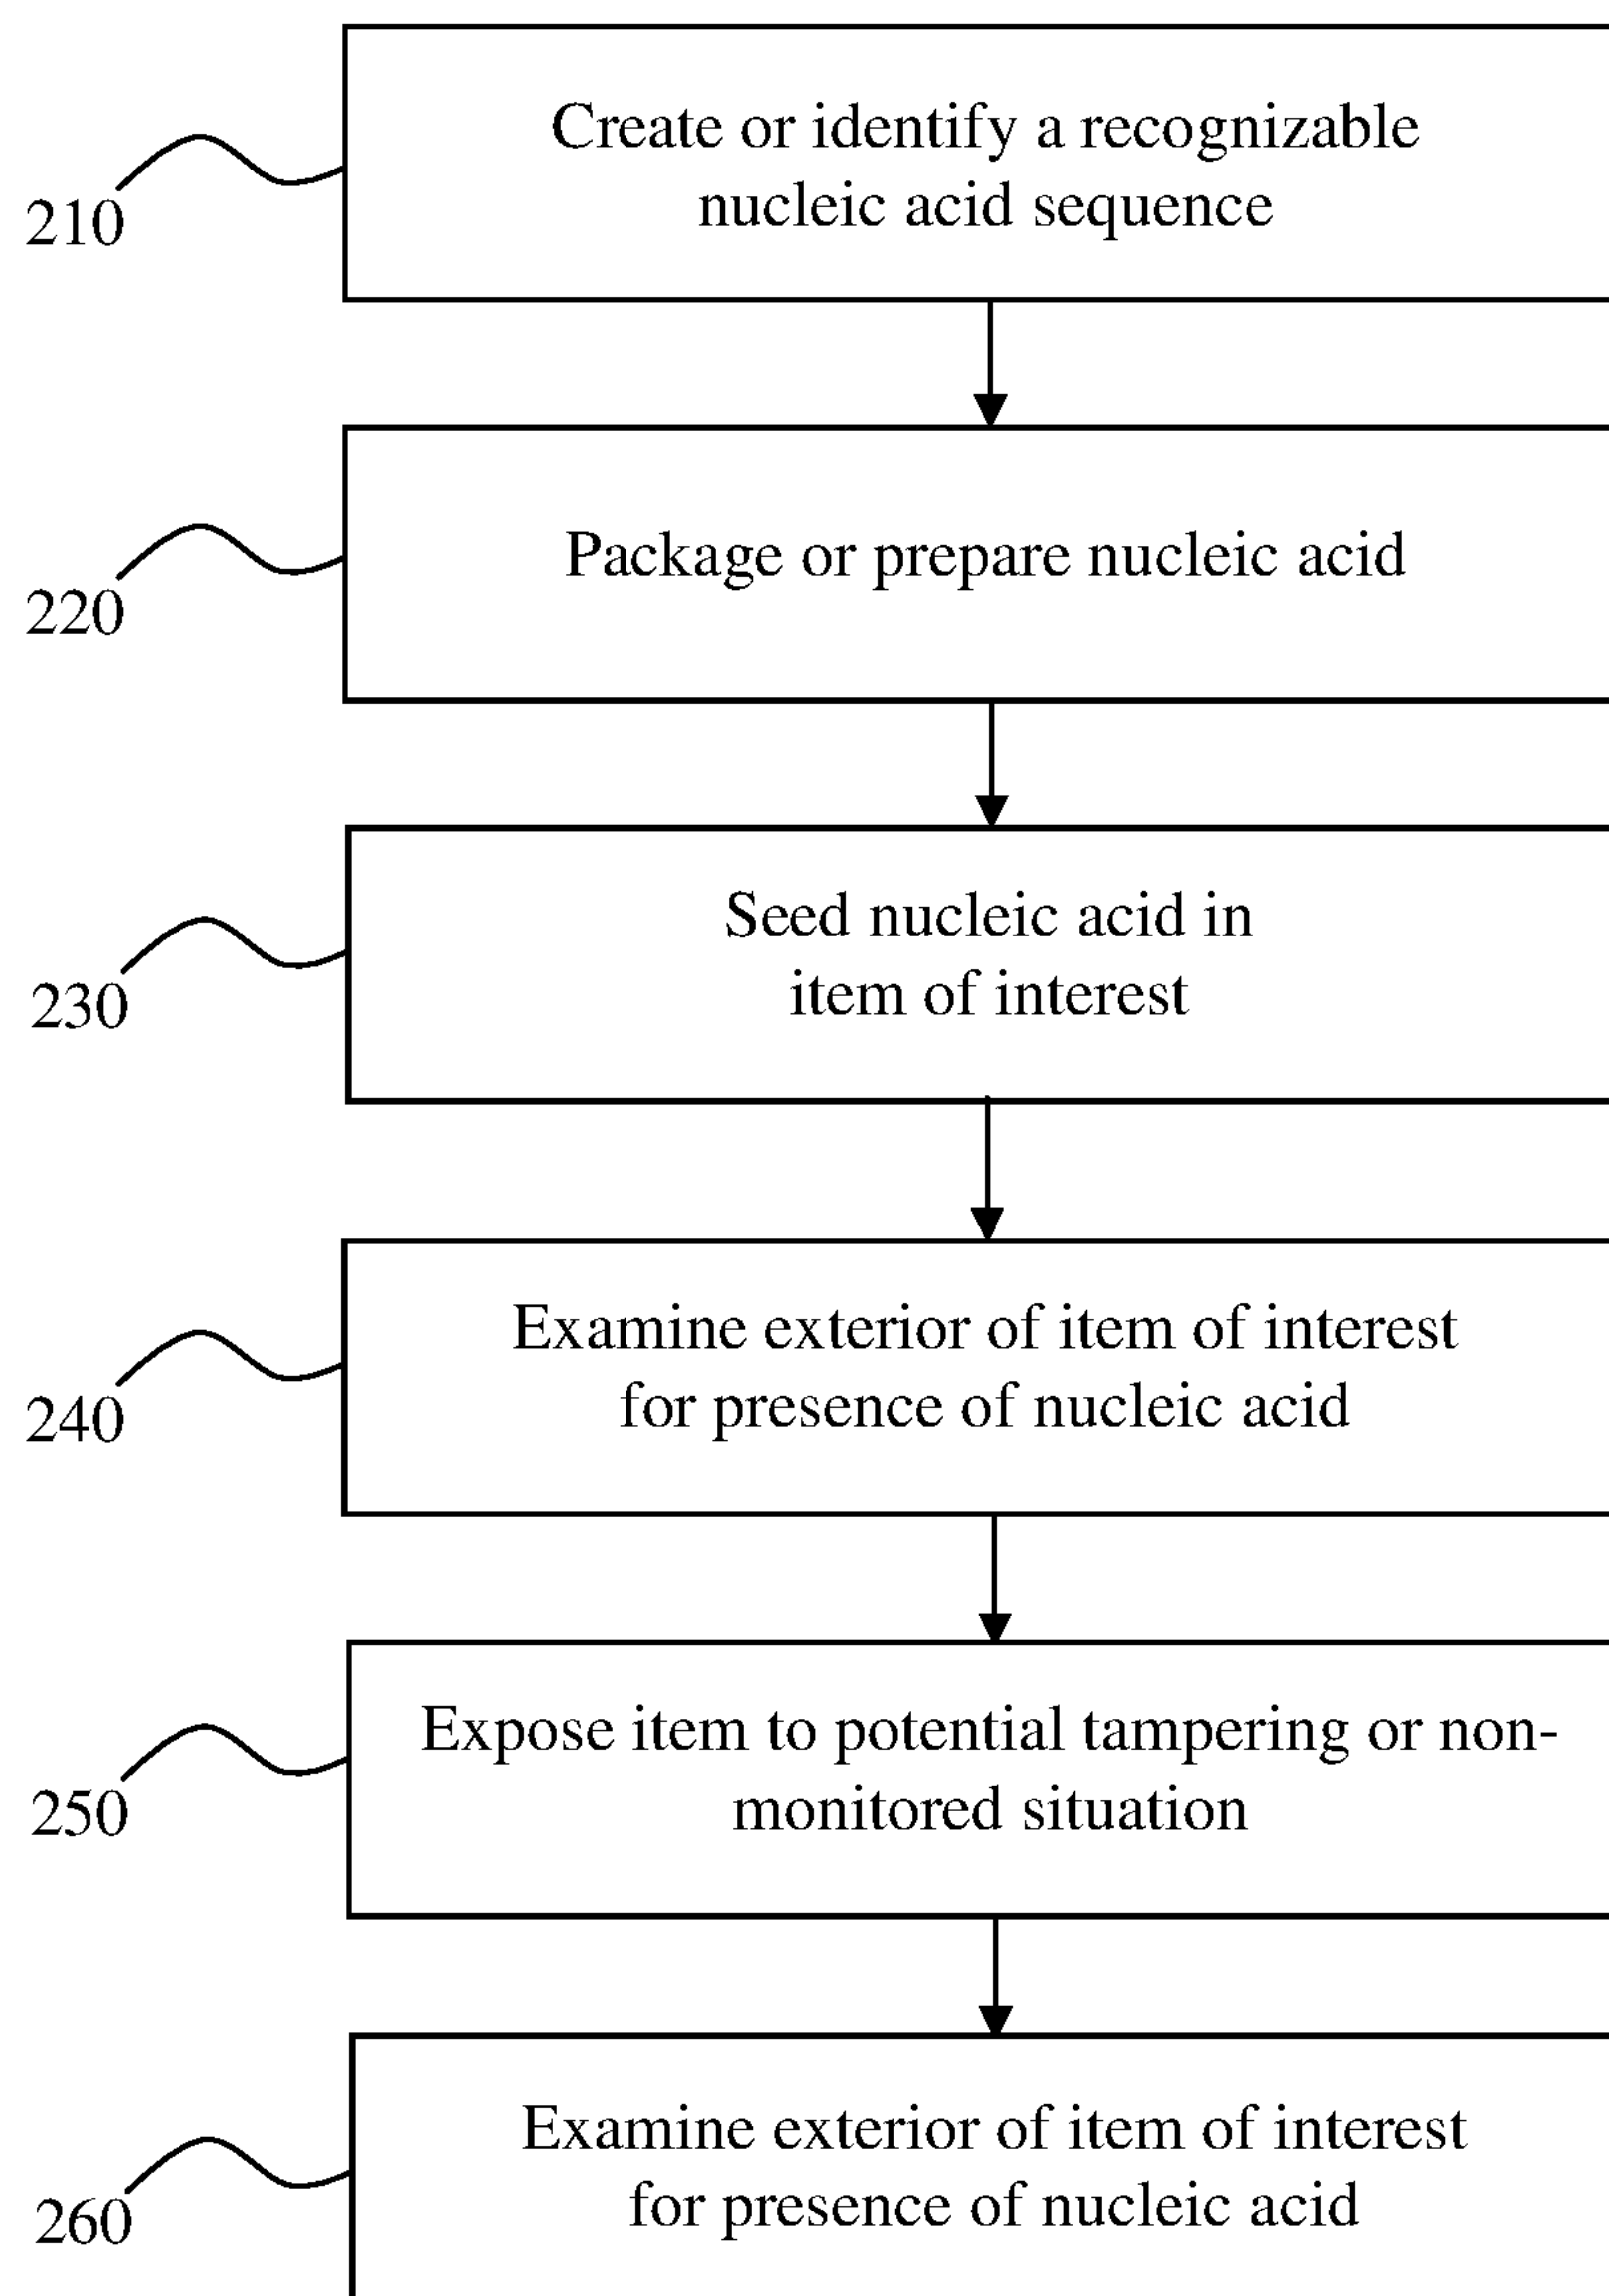 Create or identify a recognizable
nucleic acid sequence
210
Package or prepare nucleic acid
220
Seed nucleic acid in
item of interest
230
Examine exterior of item of interest
for presence of nucleic acid
240
Expose item to potential tampering or non-
monitored situation
250
Examine exterior of item of interest
for presence of nucleic acid
260